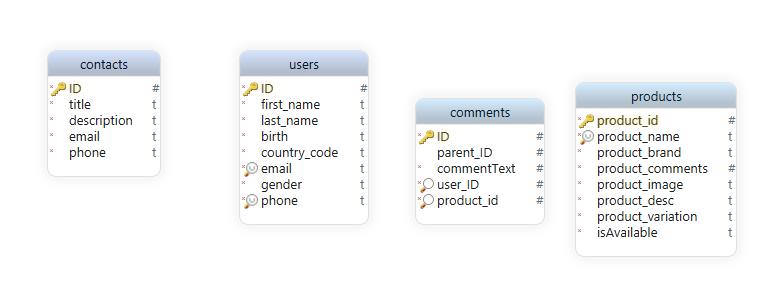 contacts
ID #
title t
description t
email t
phone t
users
ID #
first_name t
last_name t
birth t
country_code t
email t
gender t
phone t
comments
ID #
parent_ID #
commentText #
user_ID #
product_id #
products
product_id #
product_name t
product_brand t
product_comments #
product_image t
product_desc t
product_variation t
isAvailable t